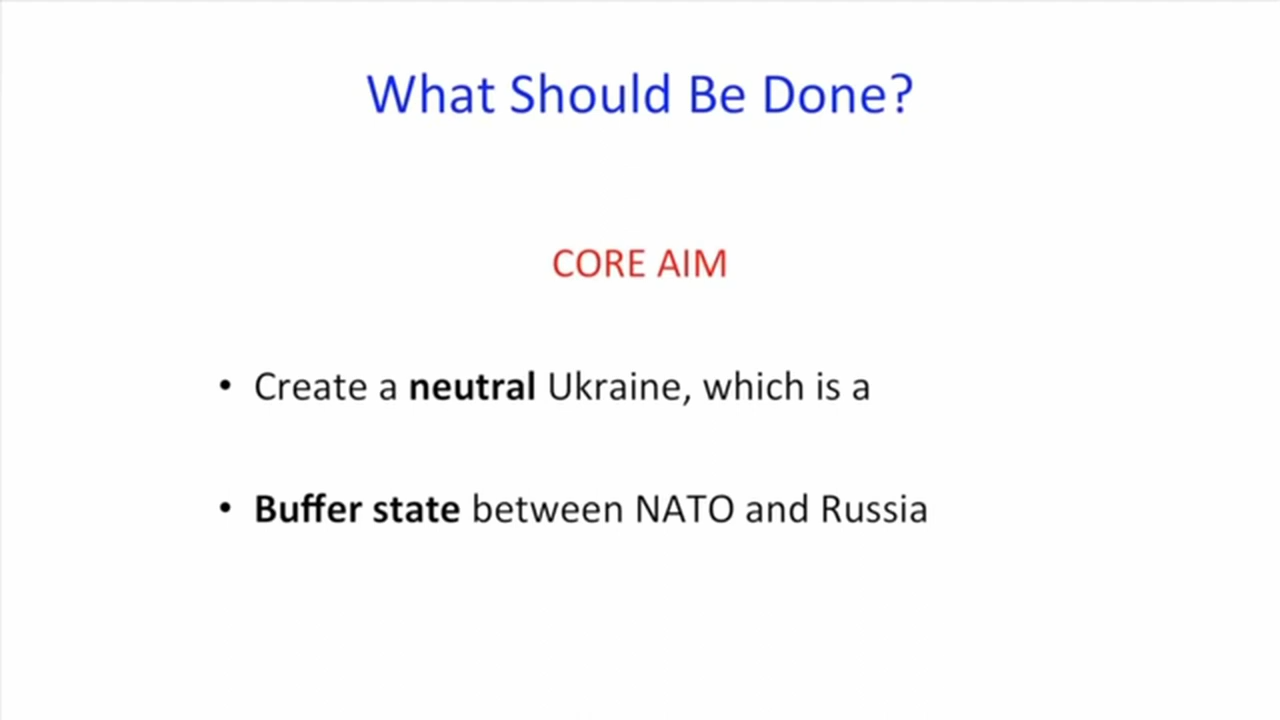 What Should Be Done?
CORE AIM
• Create a neutral Ukraine, which is a
• Buffer state between NATO and Russia